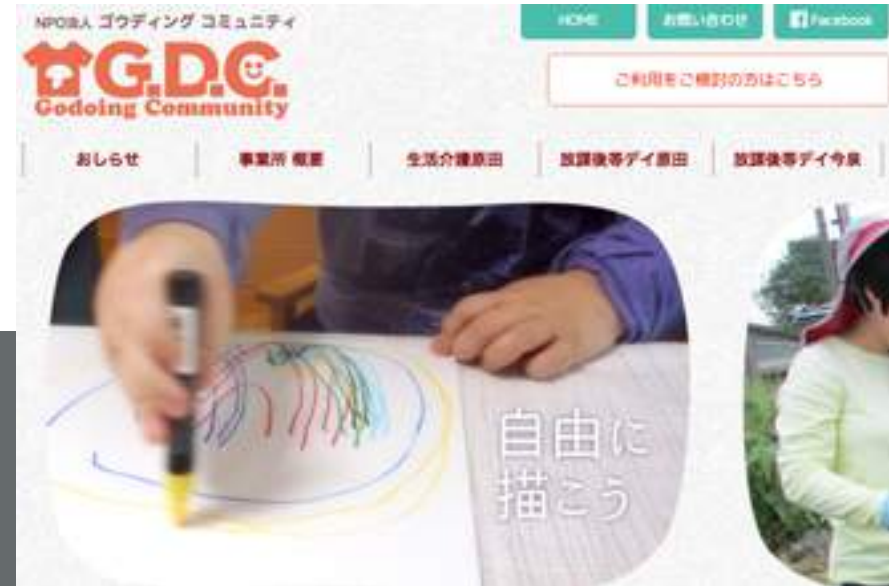 NPO法人 ゴウディング コミュニティ
G.D.C.
Godoing Community
HOME
お問い合わせ
Facebook
ご利用をご検討の方はこちら
おしらせ
事業所 概要
生活介護原田
放課後等デイ原田
放課後等デイ今泉
自由に
描こう